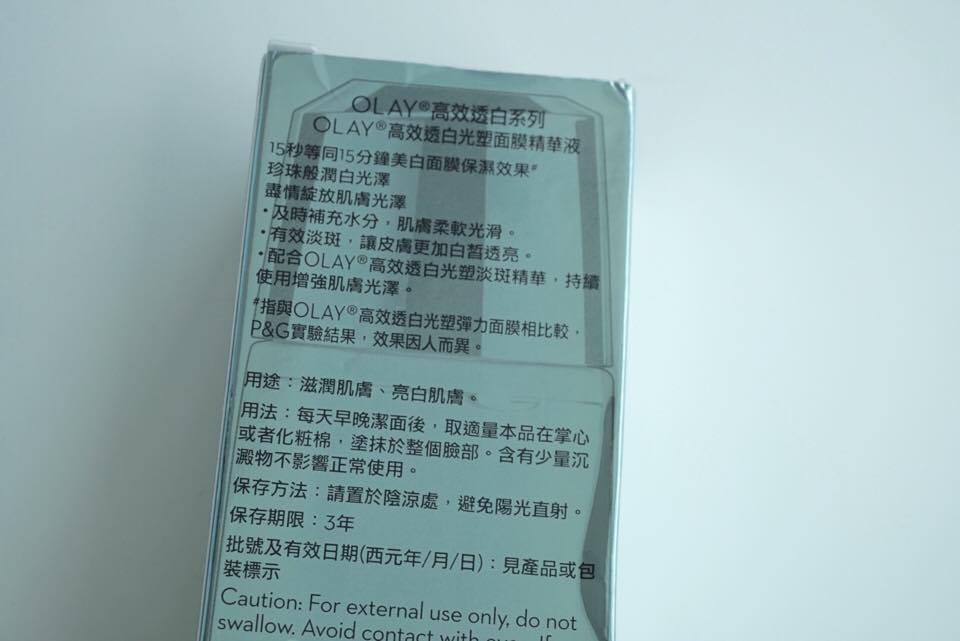 OLAY®高效透白系列
OLAY®高效透白光塑面膜精華液
15秒等同15分鐘美白面膜保濕效果#
珍珠般潤白光澤
盡情綻放肌膚光澤
・及時補充水分，肌膚柔軟光滑。
・有效淡斑，讓皮膚更加白皙透亮。
・配合OLAY®高效透白光塑淡斑精華，持續
使用增強肌膚光澤。
#指與OLAY®高效透白光塑彈力面膜相比較，
P&G實驗結果，效果因人而異。
用途：滋潤肌膚、亮白肌膚。
用法：每天早晚潔面後，取適量本品在掌心
或者化粧棉，塗抹於整個臉部。含有少量沉
澱物不影響正常使用。
保存方法：請置於陰涼處，避免陽光直射。
保存期限：3年
批號及有效日期(西元年/月/日)：見產品或包
裝標示
Caution: For external use only, do not
swallow. Avoid contact with